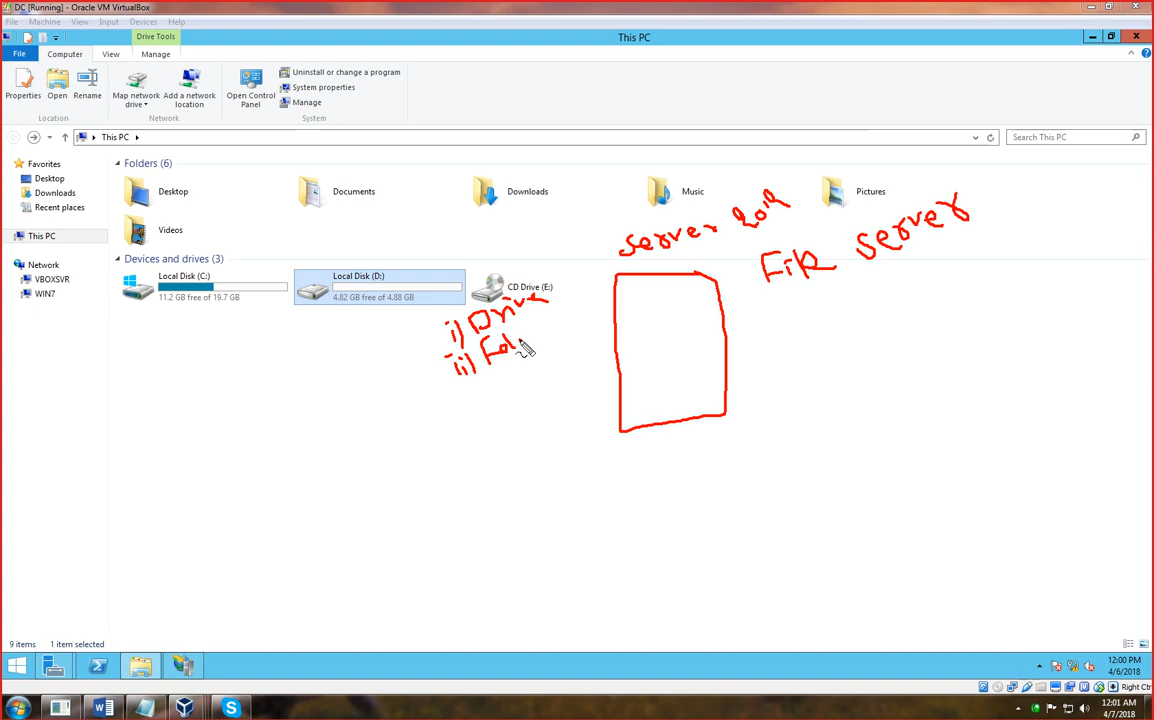 DC [Running] - Oracle VM VirtualBox
File Machine View Input Devices Help
Drive Tools
This PC
File Computer View Manage
Properties Open Rename
Map network drive
Add a network location
Open Control Panel
Uninstall or change a program
System properties
Manage
Location Network System
This PC
Search This PC
Favorites
Desktop
Downloads
Recent places
This PC
Network
VBOXSVR
WIN7
Folders (6)
Desktop Documents Downloads Music Pictures
Videos
Devices and drives (3)
Local Disk (C:)
11.2 GB free of 19.7 GB
Local Disk (D:)
4.82 GB free of 4.88 GB
CD Drive (E:)
server
File server
i) Drive
ii) Fol
9 items 1 item selected
12:00 PM
4/6/2018
Right Ctrl
12:01 AM
4/7/2018